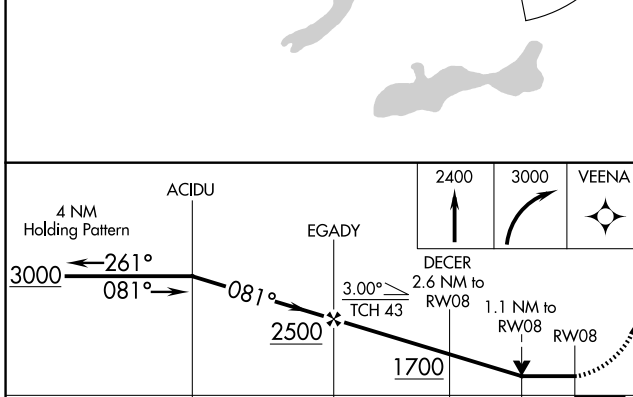 2400
3000
VEENA
ACIDU
4 NM
Holding Pattern
EGADY
DECER
2.6 NM to
RW08
3000
261°
081°
081°
3.00°
TCH 43
1.1 NM to
RW08
RW08
2500
1700